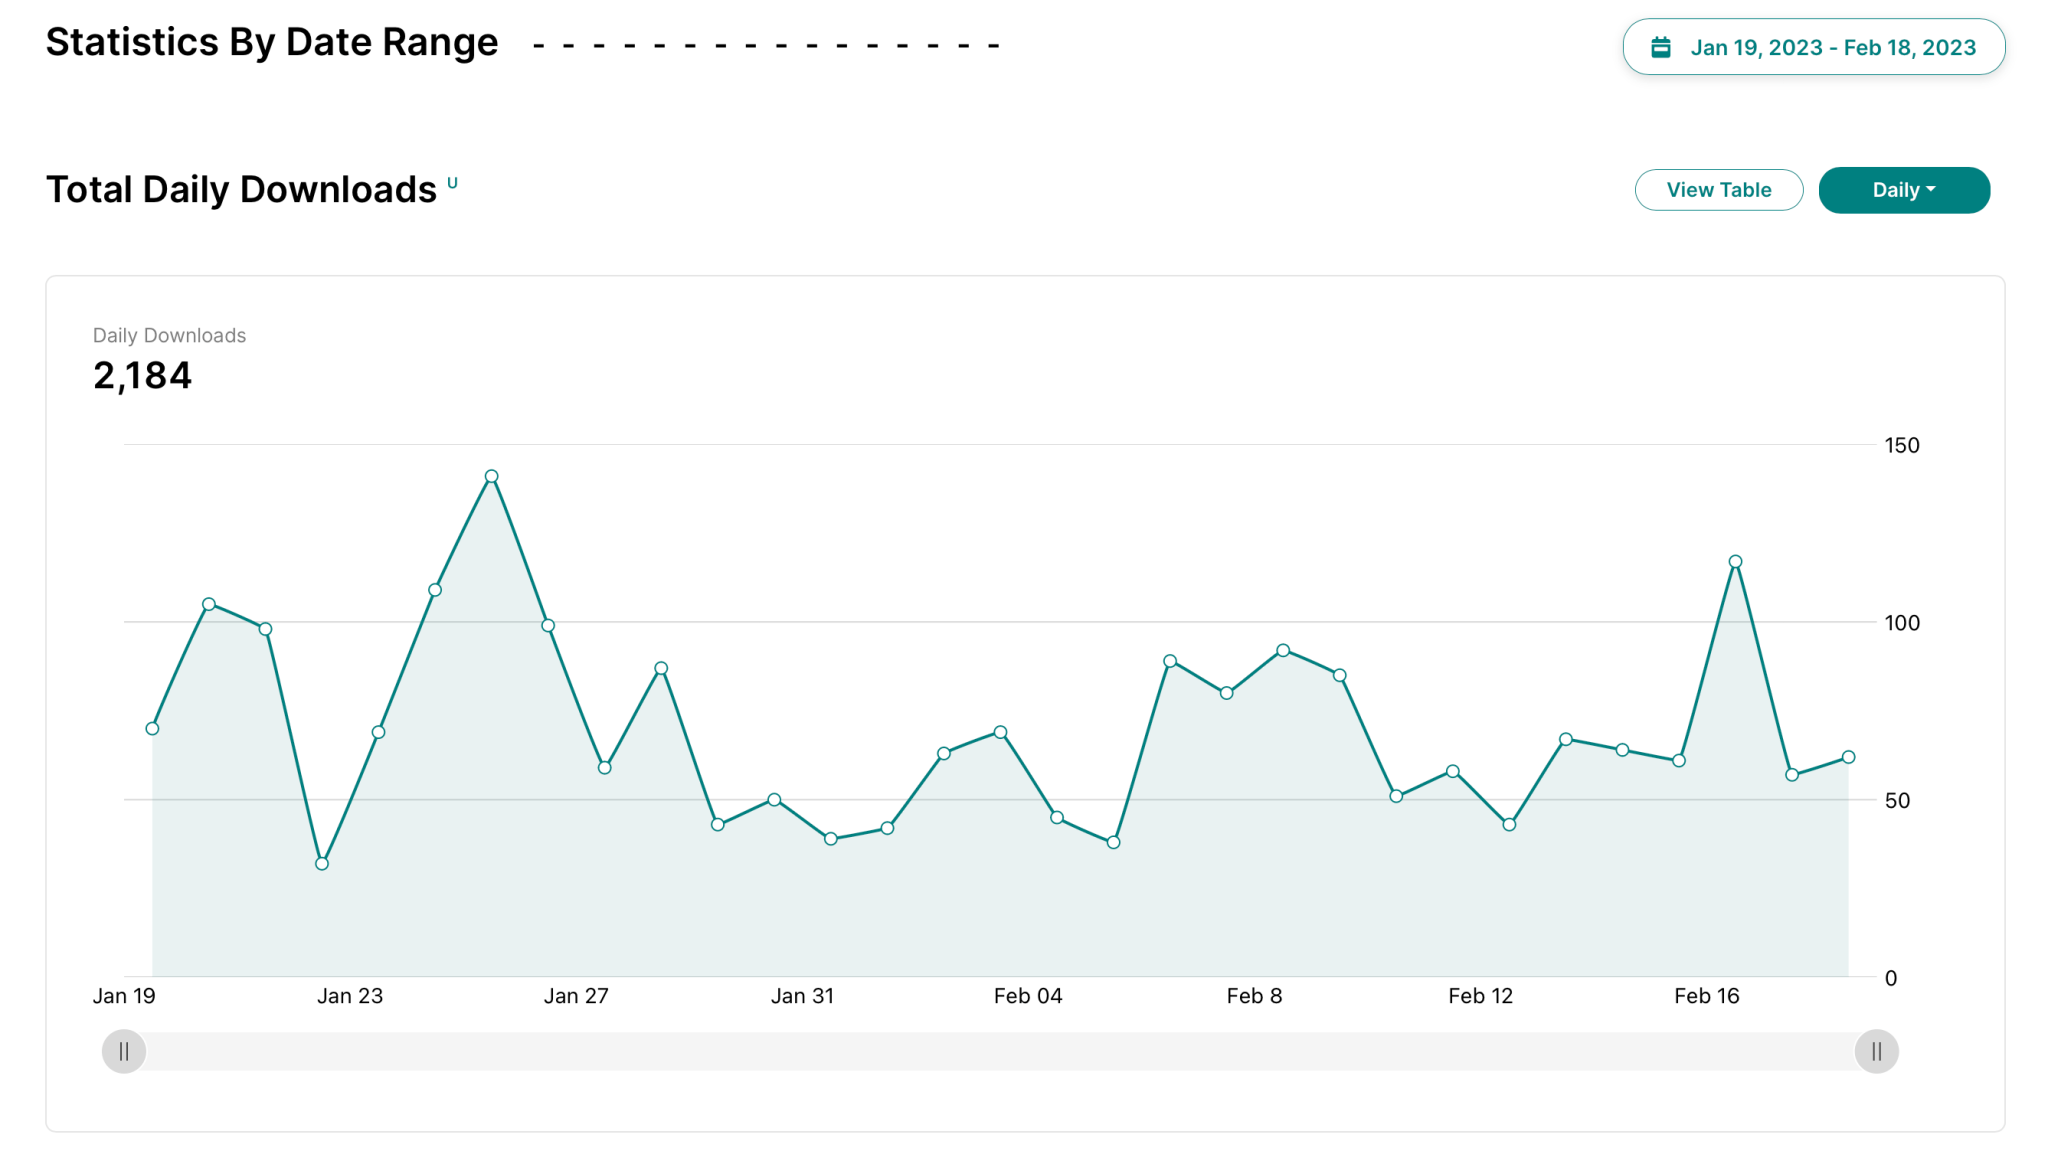 Statistics By Date Range - - - - - - - - - - - - - - - -
Jan 19, 2023 - Feb 18, 2023
Total Daily Downloads U
View Table
Daily
Daily Downloads
2,184
150
100
50
0
Jan 19 Jan 23 Jan 27 Jan 31 Feb 04 Feb 8 Feb 12 Feb 16